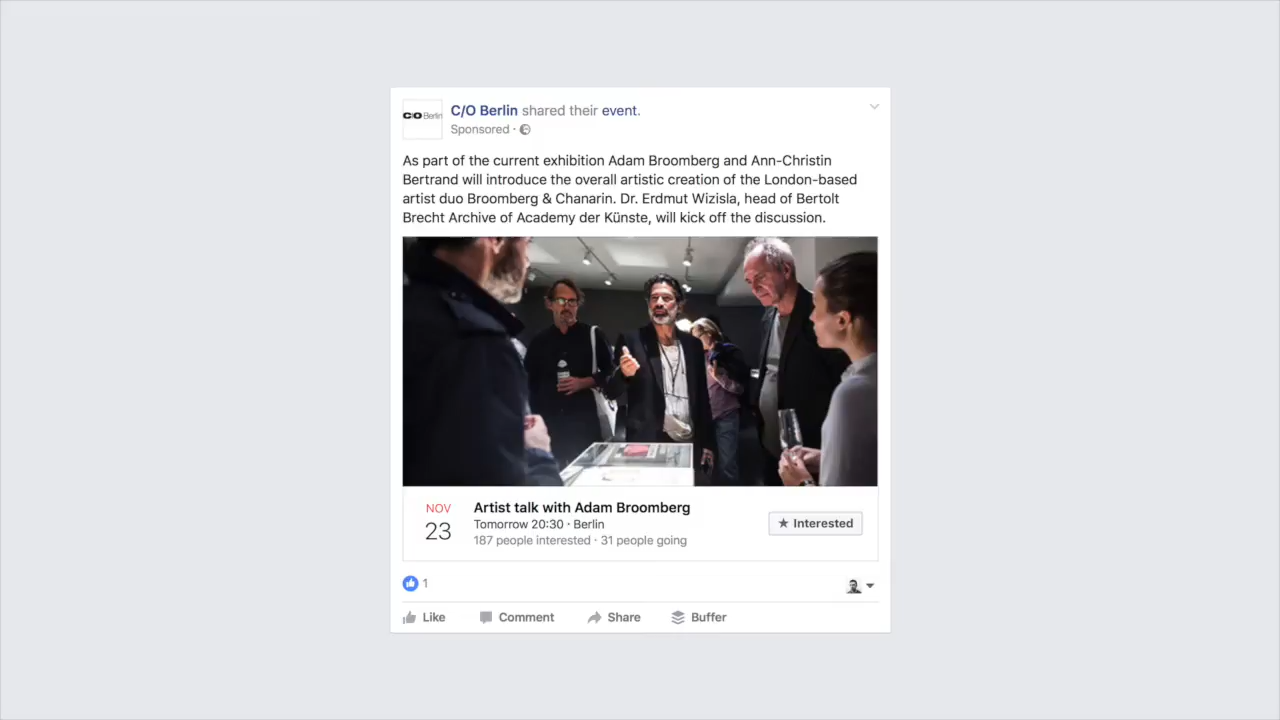 C/O Berlin
C/O Berlin shared their event.
Sponsored ·
As part of the current exhibition Adam Broomberg and Ann-Christin
Bertrand will introduce the overall artistic creation of the London-based
artist duo Broomberg & Chanarin. Dr. Erdmut Wizisla, head of Bertolt
Brecht Archive of Academy der Künste, will kick off the discussion.
NOV
23
Artist talk with Adam Broomberg
Tomorrow 20:30 · Berlin
187 people interested · 31 people going
★ Interested
1
Like Comment Share Buffer